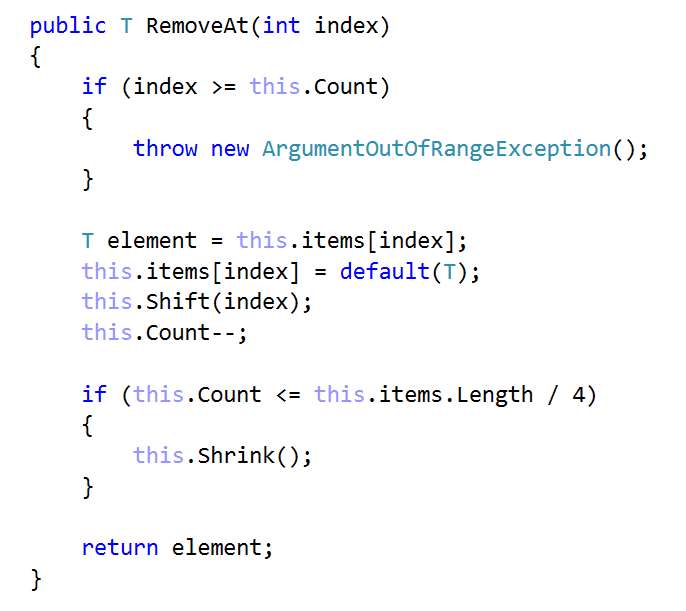 public T RemoveAt(int index)
{
    if (index >= this.Count)
    {
        throw new ArgumentOutOfRangeException();
    }

    T element = this.items[index];
    this.items[index] = default(T);
    this.Shift(index);
    this.Count--;

    if (this.Count <= this.items.Length / 4)
    {
        this.Shrink();
    }

    return element;
}